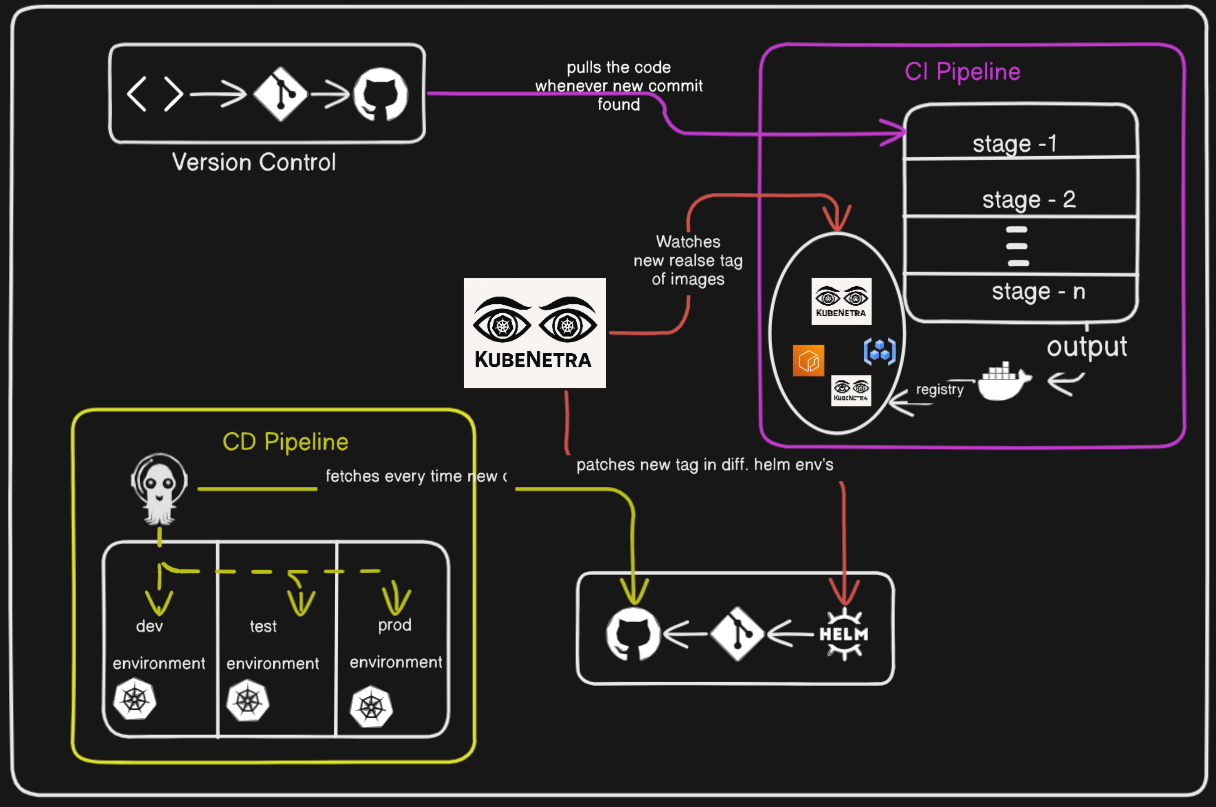 pulls the code
whenever new commit
found
Version Control
CI Pipeline
stage -1
stage - 2
stage - n
output
registry
KUBENETRA
KUBENETRA
Watches
new realse tag
of images
KUBENETRA
patches new tag in diff. helm env's
CD Pipeline
fetches every time new c
dev
environment
test
environment
prod
environment
HELM